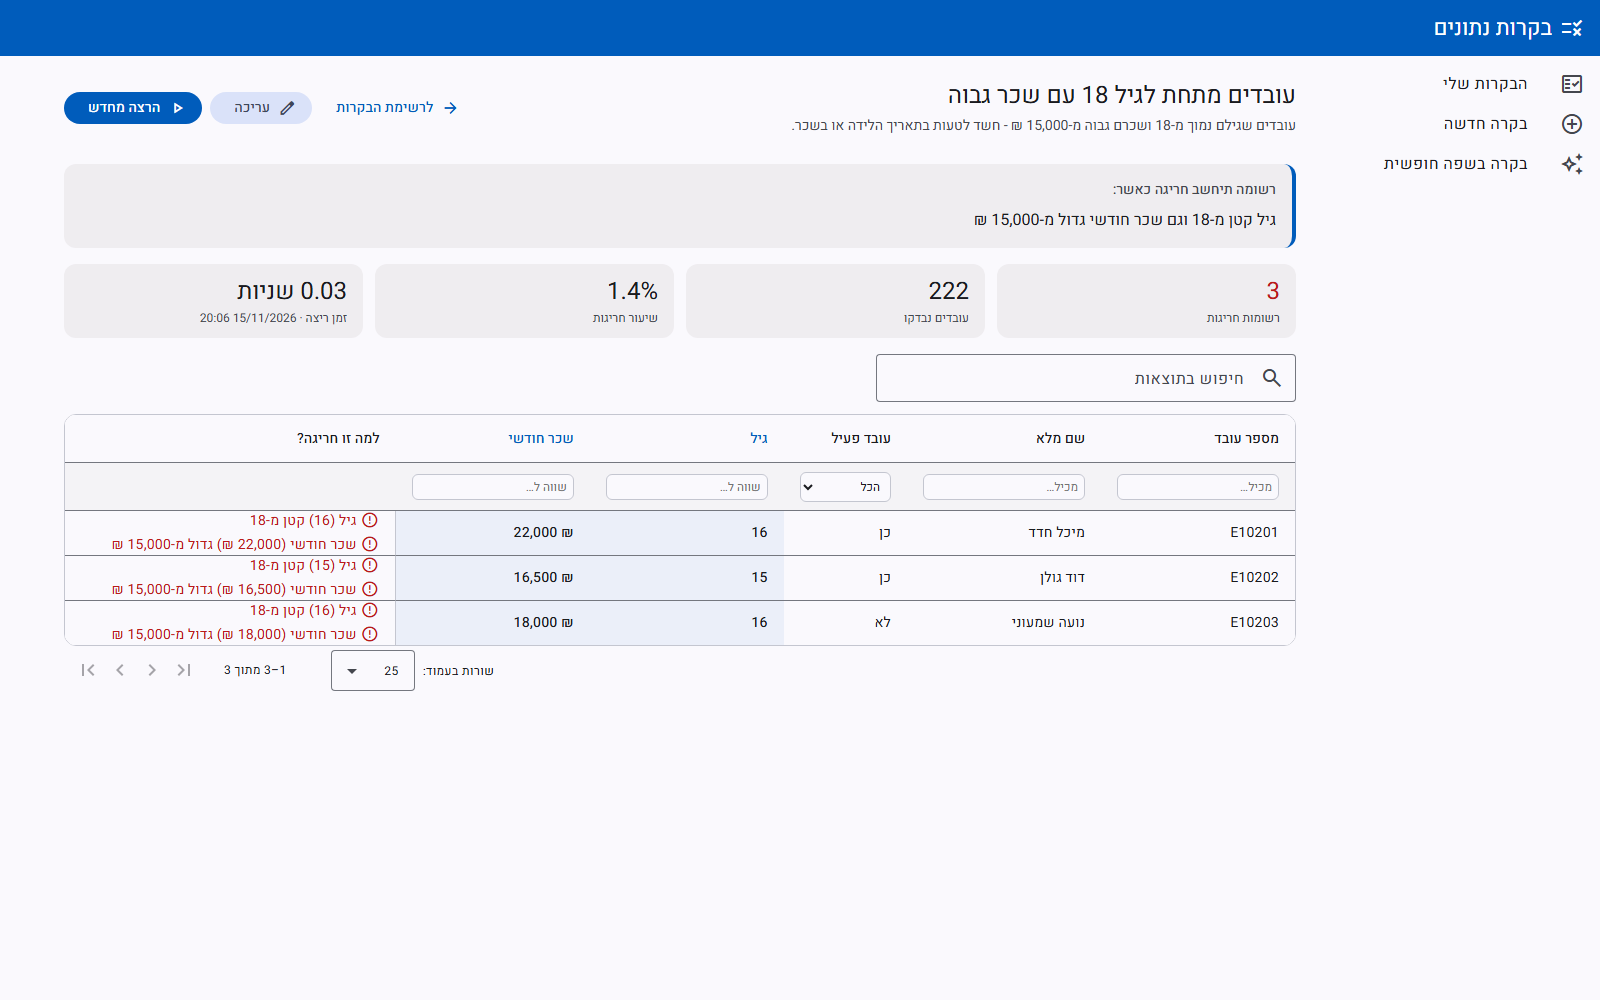 בקרות נתונים
הבקרות שלי
בקרה חדשה
בקרה בשפה חופשית
עובדים מתחת לגיל 18 עם שכר גבוה
עובדים שגילם נמוך מ-18 ושכרם גבוה מ-15,000 ₪ - חשד לטעות בתאריך הלידה או בשכר.
לרשימת הבקרות
עריכה
הרצה מחדש
רשומה תיחשב חריגה כאשר:
גיל קטן מ-18 וגם שכר חודשי גדול מ-15,000 ₪
3
רשומות חריגות
222
עובדים נבדקו
1.4%
שיעור חריגות
0.03 שניות
זמן ריצה · 15/11/2026 20:06
חיפוש בתוצאות
מספר עובד שם מלא עובד פעיל גיל שכר חודשי למה זו חריגה?
מכיל... מכיל... הכל שווה ל... שווה ל...
E10201 מיכל חדד כן 16 22,000 ₪ גיל (16) קטן מ-18
שכר חודשי (22,000 ₪) גדול מ-15,000 ₪
E10202 דוד גולן כן 15 16,500 ₪ גיל (15) קטן מ-18
שכר חודשי (16,500 ₪) גדול מ-15,000 ₪
E10203 נועה שמעוני לא 16 18,000 ₪ גיל (16) קטן מ-18
שכר חודשי (18,000 ₪) גדול מ-15,000 ₪
שורות בעמוד: 25 1–3 מתוך 3